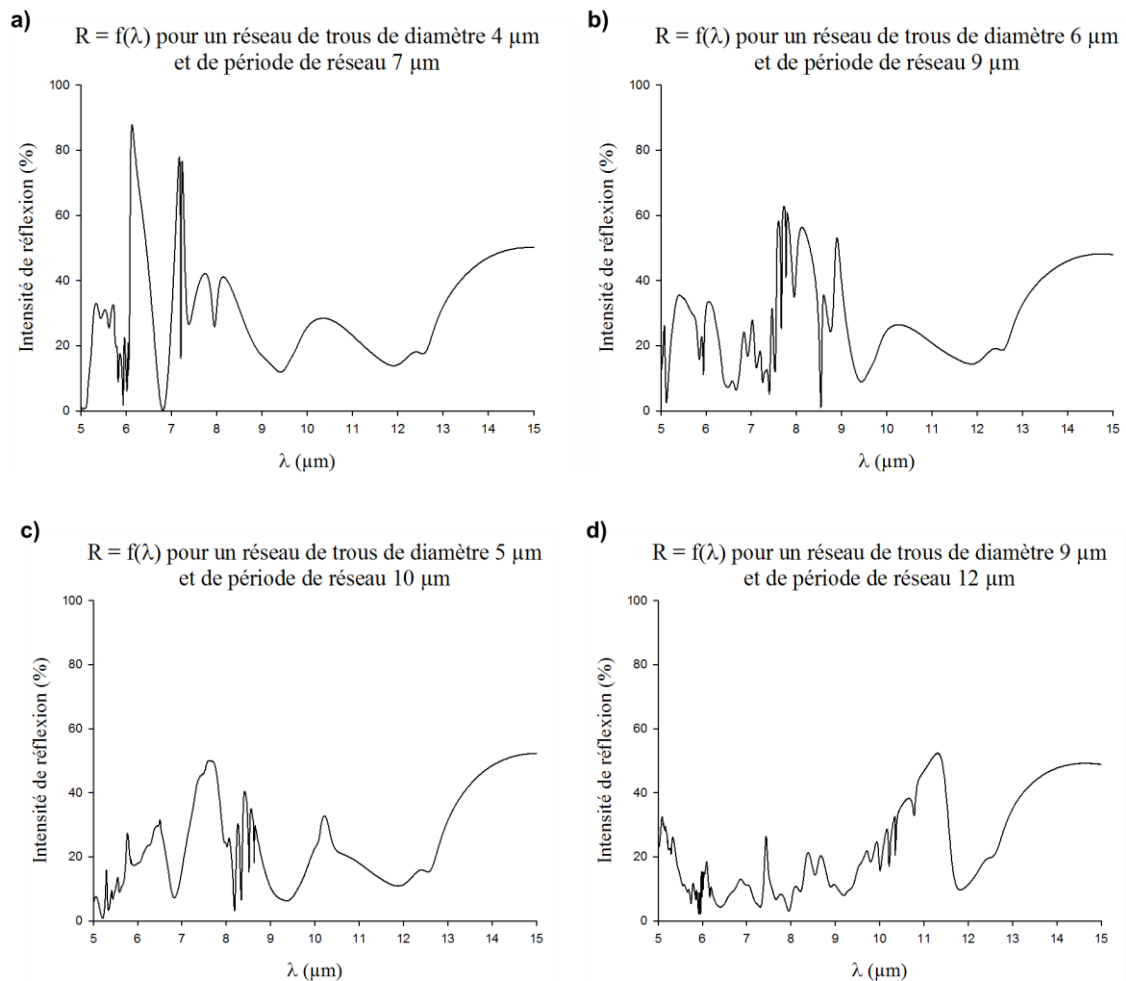 a)
R = f(λ) pour un réseau de trous de diamètre 4 µm
et de période de réseau 7 µm
Intensité de réflexion (%)
100
80
60
40
20
0
5 6 7 8 9 10 11 12 13 14 15
λ (µm)
b)
R = f(λ) pour un réseau de trous de diamètre 6 µm
et de période de réseau 9 µm
Intensité de réflexion (%)
100
80
60
40
20
0
5 6 7 8 9 10 11 12 13 14 15
λ (µm)
c)
R = f(λ) pour un réseau de trous de diamètre 5 µm
et de période de réseau 10 µm
Intensité de réflexion (%)
100
80
60
40
20
0
5 6 7 8 9 10 11 12 13 14 15
λ (µm)
d)
R = f(λ) pour un réseau de trous de diamètre 9 µm
et de période de réseau 12 µm
Intensité de réflexion (%)
100
80
60
40
20
0
5 6 7 8 9 10 11 12 13 14 15
λ (µm)